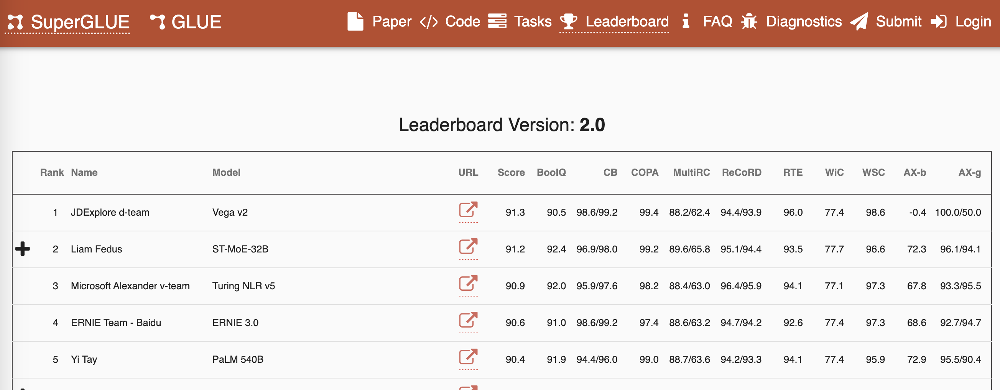 SuperGLUE GLUE Paper </> Code Tasks Leaderboard FAQ Diagnostics Submit Login
Leaderboard Version: 2.0
Rank Name Model URL Score BoolQ CB COPA MultiRC ReCoRD RTE WiC WSC AX-b AX-g
1 JDExplore d-team Vega v2 91.3 90.5 98.6/99.2 99.4 88.2/62.4 94.4/93.9 96.0 77.4 98.6 -0.4 100.0/50.0
2 Liam Fedus ST-MoE-32B 91.2 92.4 96.9/98.0 99.2 89.6/65.8 95.1/94.4 93.5 77.7 96.6 72.3 96.1/94.1
3 Microsoft Alexander v-team Turing NLR v5 90.9 92.0 95.9/97.6 98.2 88.4/63.0 96.4/95.9 94.1 77.1 97.3 67.8 93.3/95.5
4 ERNIE Team - Baidu ERNIE 3.0 90.6 91.0 98.6/99.2 97.4 88.6/63.2 94.7/94.2 92.6 77.4 97.3 68.6 92.7/94.7
5 Yi Tay PaLM 540B 90.4 91.9 94.4/96.0 99.0 88.7/63.6 94.2/93.3 94.1 77.4 95.9 72.9 95.5/90.4